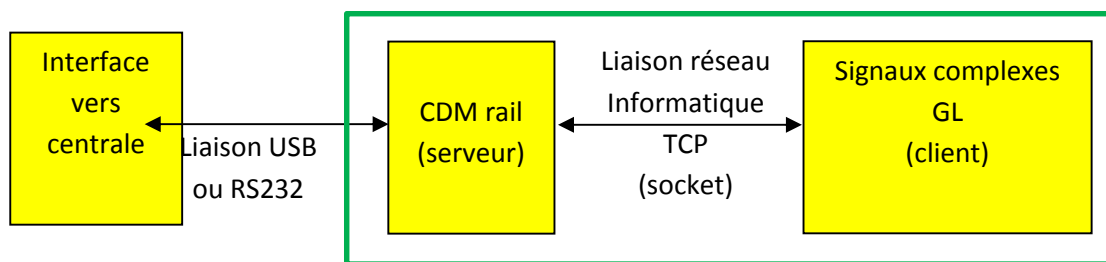 Interface
vers
centrale
Liaison USB
ou RS232
CDM rail
(serveur)
Liaison réseau
Informatique
TCP
(socket)
Signaux complexes
GL
(client)